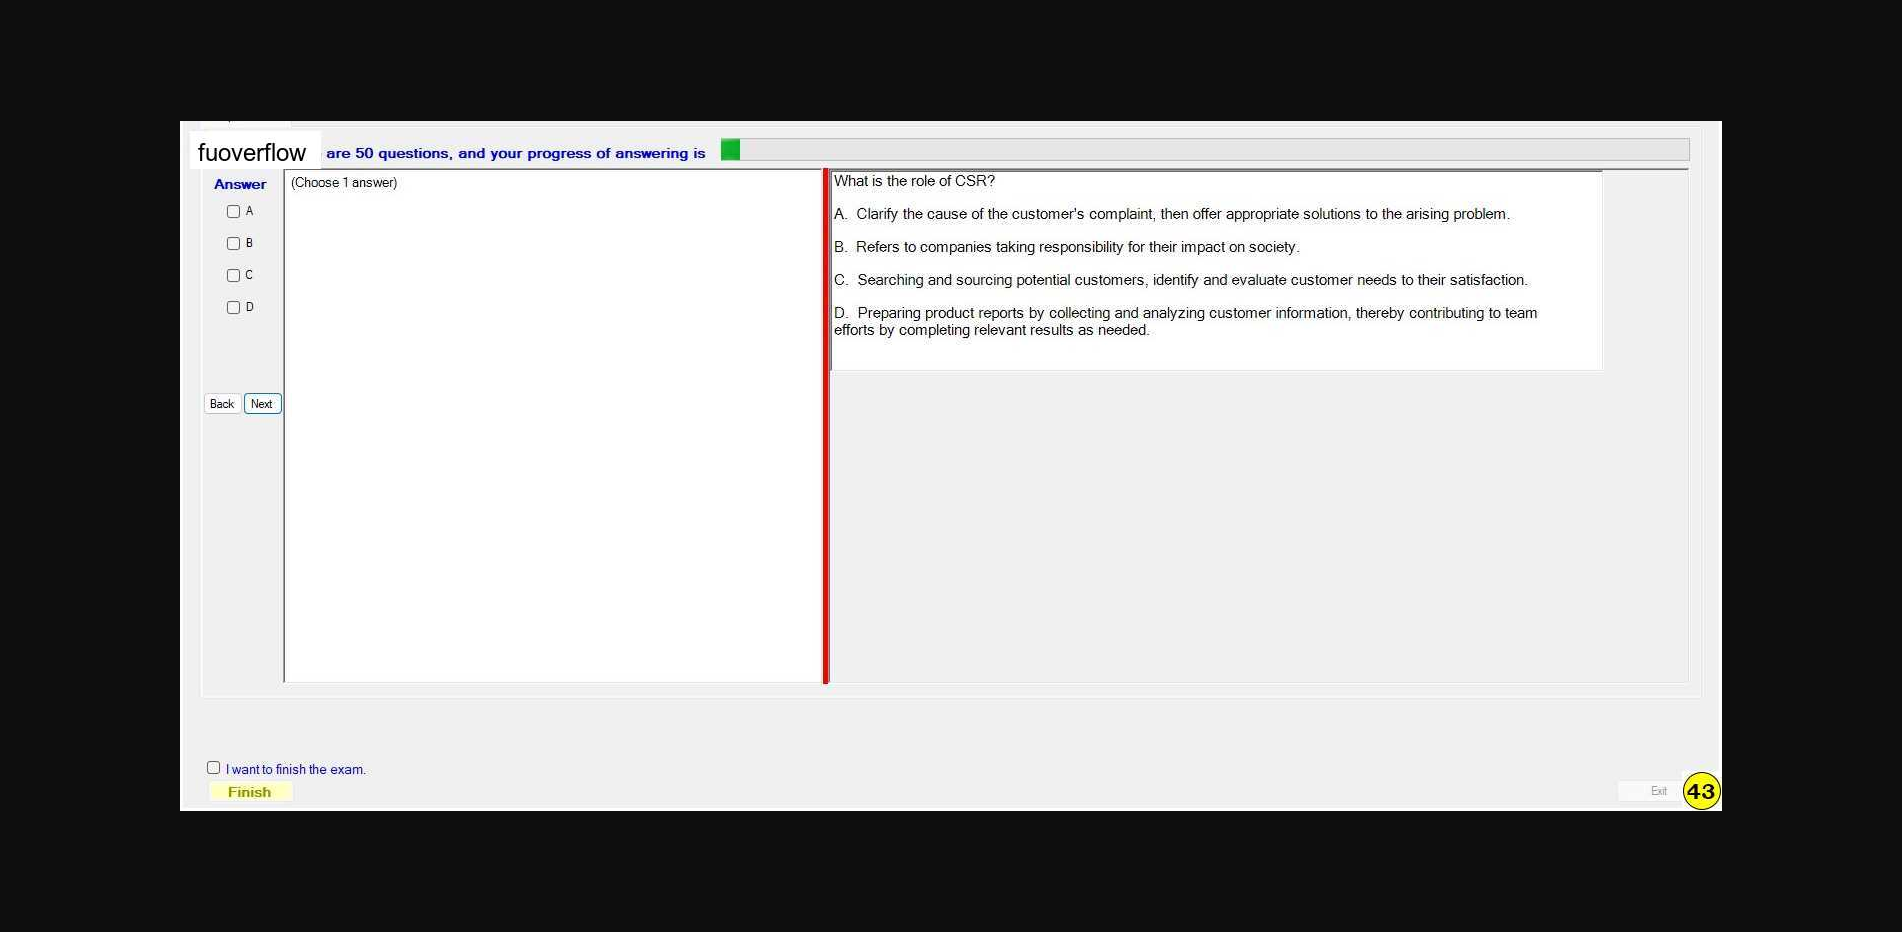 fuoverflow are 50 questions, and your progress of answering is
Answer
(Choose 1 answer)
A
B
C
D
Back Next
What is the role of CSR?
A. Clarify the cause of the customer's complaint, then offer appropriate solutions to the arising problem.
B. Refers to companies taking responsibility for their impact on society.
C. Searching and sourcing potential customers, identify and evaluate customer needs to their satisfaction.
D. Preparing product reports by collecting and analyzing customer information, thereby contributing to team
efforts by completing relevant results as needed.
I want to finish the exam.
Finish
Exit
43